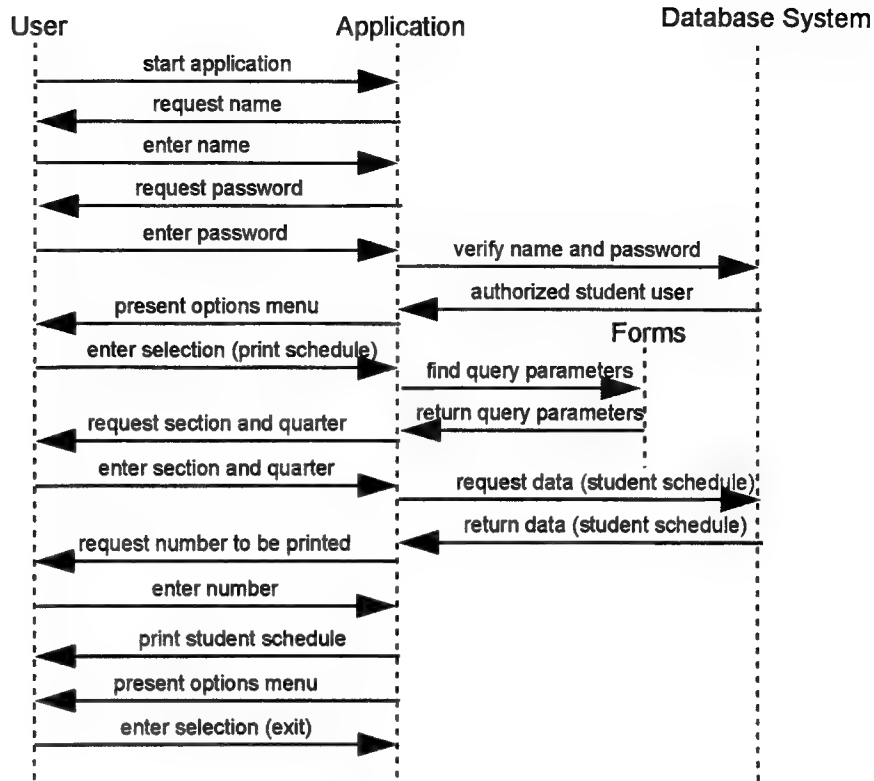 User
Application
Database System
start application
request name
enter name
request password
enter password
verify name and password
authorized student user
present options menu
Forms
enter selection (print schedule)
find query parameters
return query parameters
request section and quarter
enter section and quarter
request data (student schedule)
return data (student schedule)
request number to be printed
enter number
print student schedule
present options menu
enter selection (exit)